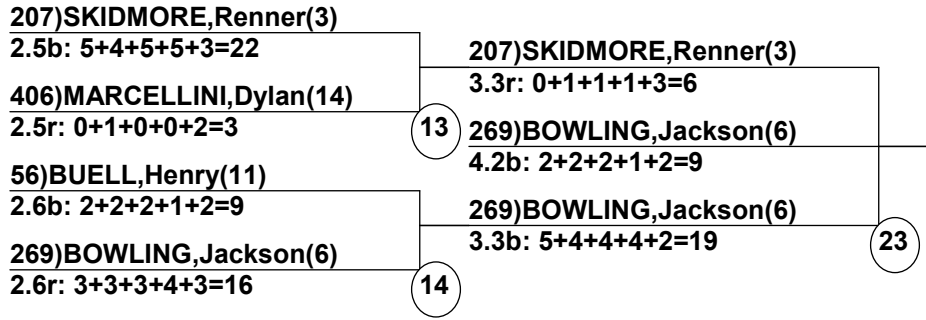 207)SKIDMORE,Renner(3)
2.5b: 5+4+5+5+3=22
406)MARCELLINI,Dylan(14)
2.5r: 0+1+0+0+2=3
13
56)BUELL,Henry(11)
2.6b: 2+2+2+1+2=9
269)BOWLING,Jackson(6)
2.6r: 3+3+3+4+3=16
14
207)SKIDMORE,Renner(3)
3.3r: 0+1+1+1+3=6
269)BOWLING,Jackson(6)
4.2b: 2+2+2+1+2=9
269)BOWLING,Jackson(6)
3.3b: 5+4+4+4+2=19
23